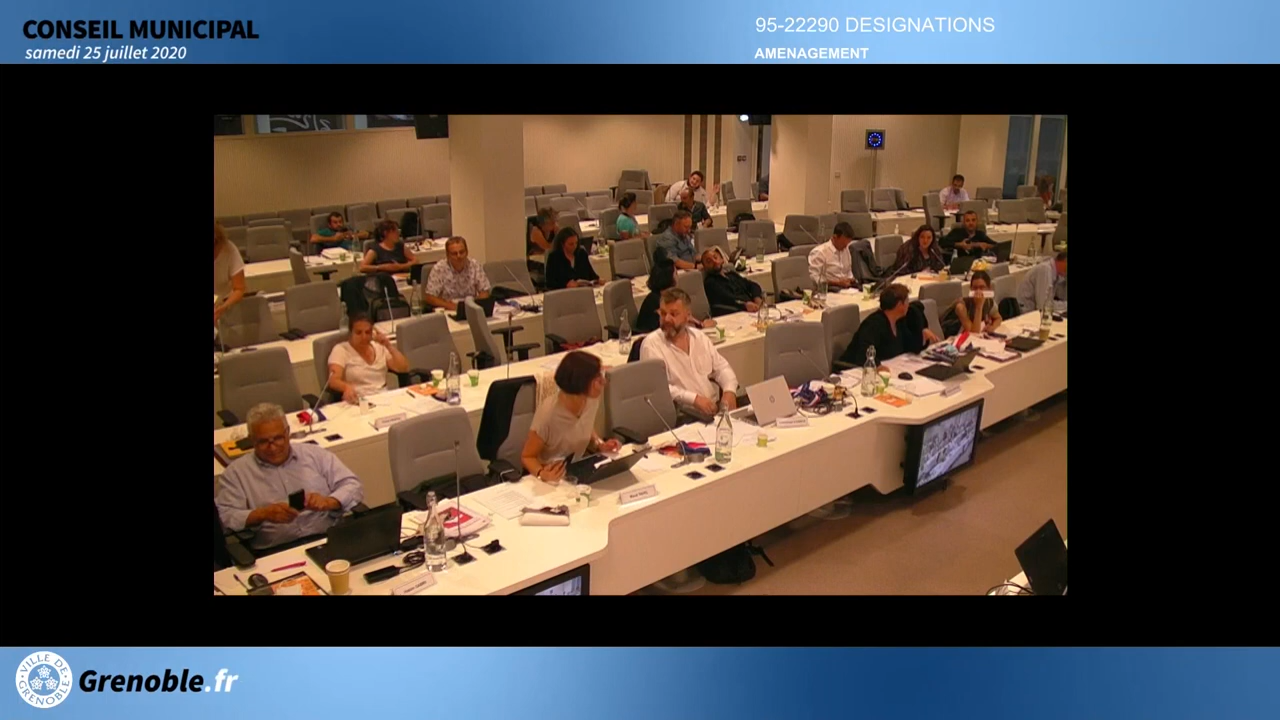 CONSEIL MUNICIPAL
samedi 25 juillet 2020
95-22290 DESIGNATIONS
AMENAGEMENT
VILLE DE GRENOBLE
Grenoble.fr